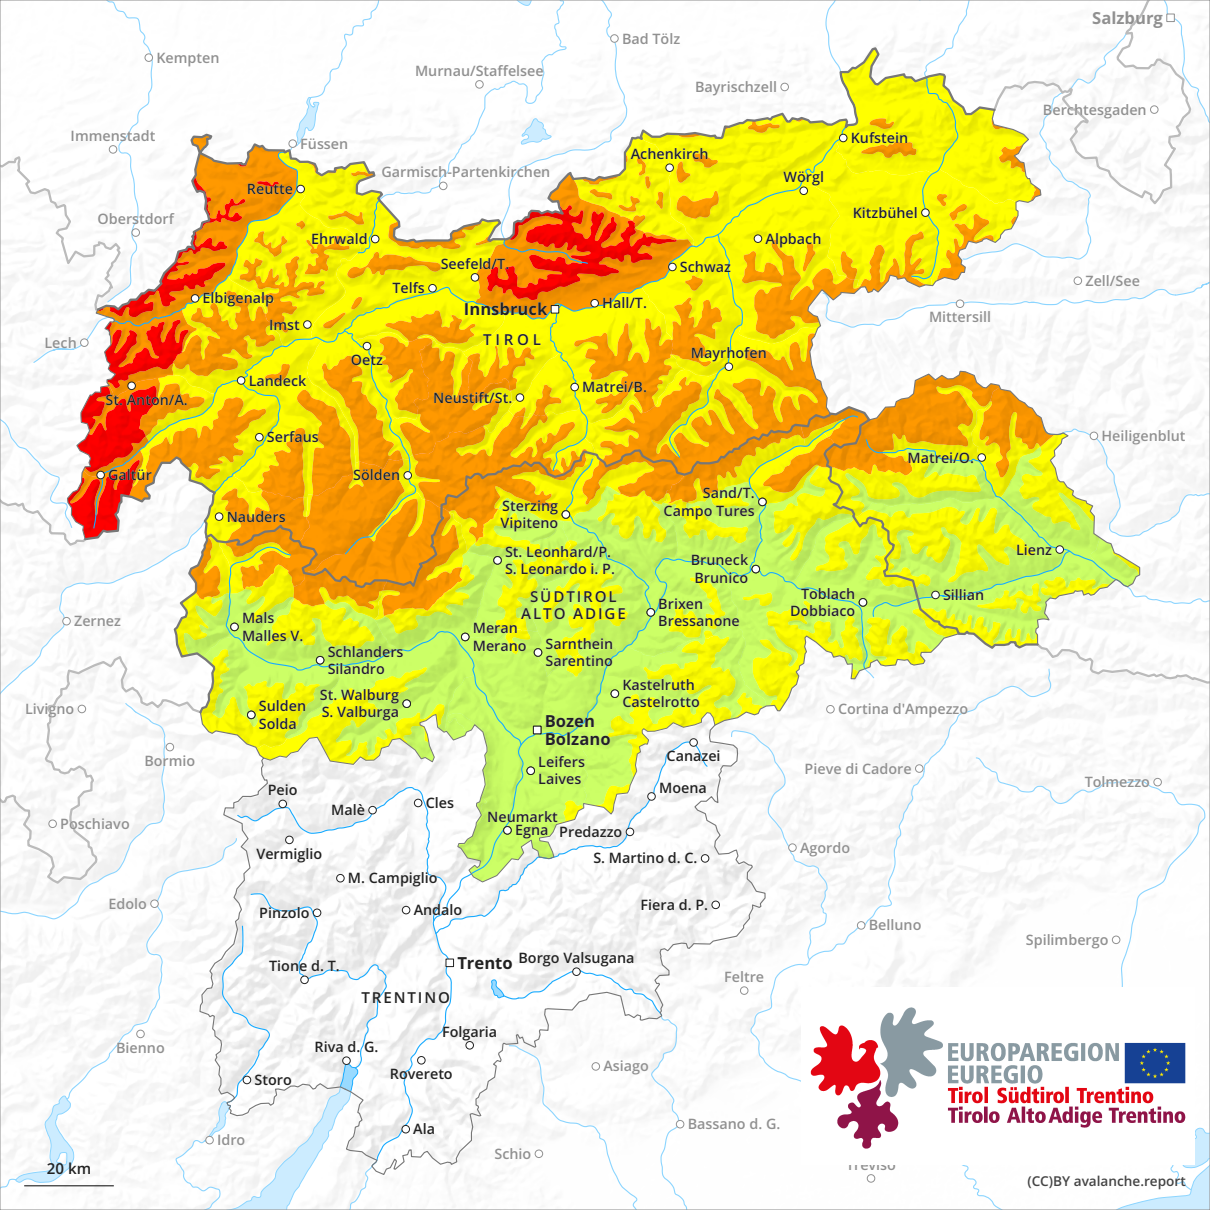 Salzburg
Bad Tölz
Kempten
Murnau/Staffelsee
Bayrischzell
Berchtesgaden
Immenstadt
Füssen
Kufstein
Achenkirch
Garmisch-Partenkirchen
Wörgl
Reutte
Oberstdorf
Kitzbühel
Ehrwald
Alpbach
Seefeld/T.
Schwaz
Zell/See
Telfs
Elbigenalp
Hall/T.
Innsbruck
Mittersill
Imst
TIROL
Lech
Oetz
Mayrhofen
Landeck
Matrei/B.
St. Anton/A.
Neustift/St.
Serfaus
Heiligenblut
Matrei/O.
Galtür
Sölden
Sand/T.
Campo Tures
Sterzing
Vipiteno
Nauders
St. Leonhard/P.
S. Leonardo i. P.
Lienz
Bruneck
Brunico
SÜDTIROL
ALTO ADIGE
Toblach
Dobbiaco
Sillian
Brixen
Bressanone
Mals
Malles V.
Zernez
Meran
Merano
Sarnthein
Sarentino
Schlanders
Silandro
Kastelruth
Castelrotto
St. Walburg
S. Valburga
Sulden
Solda
Livigno
Cortina d'Ampezzo
Bozen
Bolzano
Bormio
Canazei
Leifers
Laives
Pieve di Cadore
Tolmezzo
Peio
Moena
Malè
Cles
Neumarkt
Egna
Predazzo
Poschiavo
Vermiglio
Agordo
S. Martino d. C.
M. Campiglio
Edolo
Pinzolo
Andalo
Fiera d. P.
Belluno
Spilimbergo
Trento
Borgo Valsugana
Tione d. T.
Feltre
TRENTINO
Folgaria
Bienno
Riva d. G.
Rovereto
Asiago
Storo
EUROPAREGION
EUREGIO
Tirol Südtirol Trentino
Tirolo Alto Adige Trentino
Ala
Bassano d. G.
Idro
Schio
Treviso
20 km
(CC)BY avalanche.report